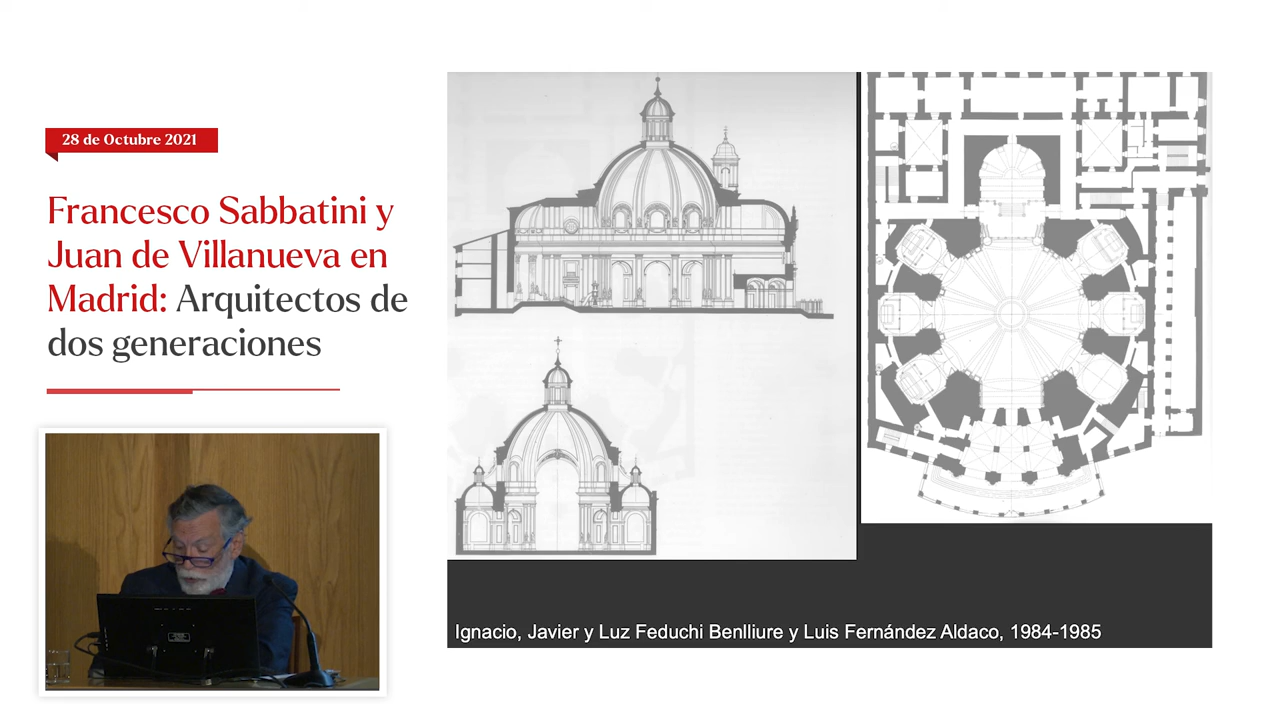 28 de Octubre 2021
Francesco Sabbatini y
Juan de Villanueva en
Madrid: Arquitectos de
dos generaciones
Ignacio, Javier y Luz Feduchi Benlliure y Luis Fernández Aldaco, 1984-1985